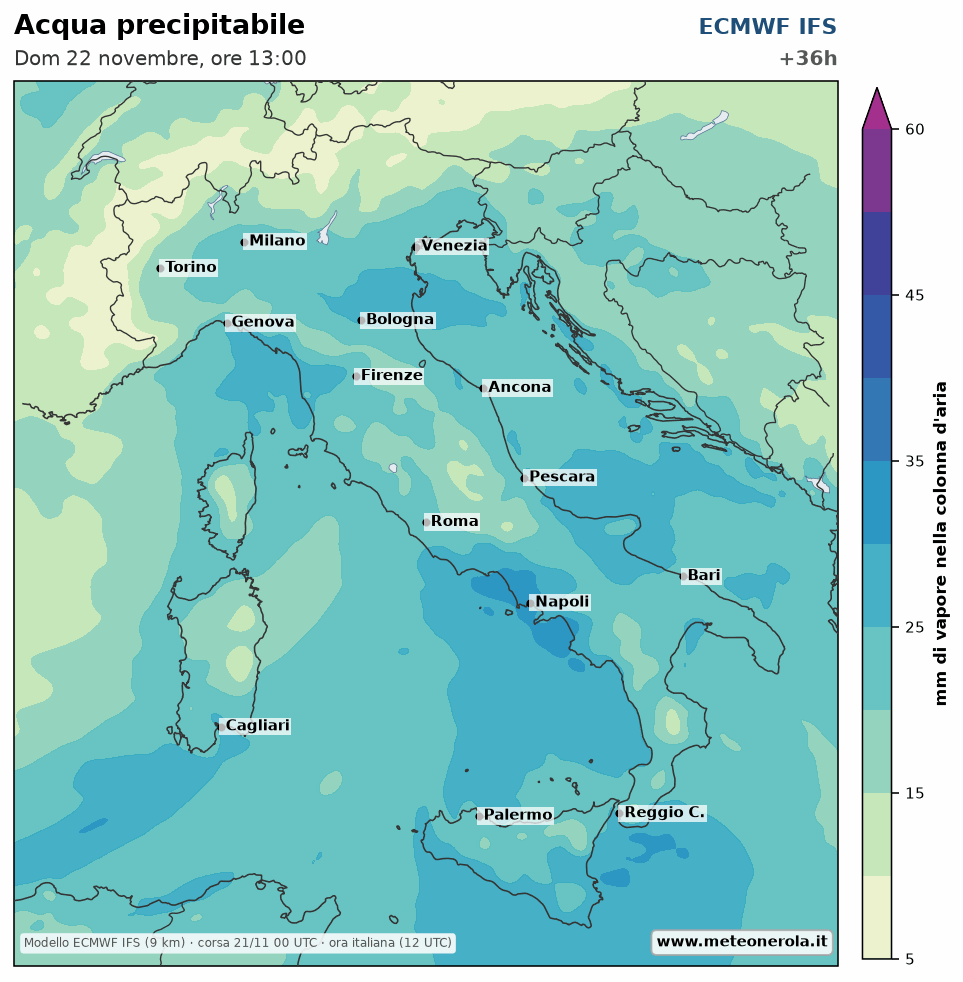 Acqua precipitabile
ECMWF IFS
Dom 22 novembre, ore 13:00
+36h
Milano
Venezia
Torino
Genova
Bologna
Firenze
Ancona
Pescara
Roma
Bari
Napoli
Cagliari
Palermo
Reggio C.
60
45
35
25
15
5
mm di vapore nella colonna d'aria
Modello ECMWF IFS (9 km) · corsa 21/11 00 UTC · ora italiana (12 UTC)
www.meteonerola.it